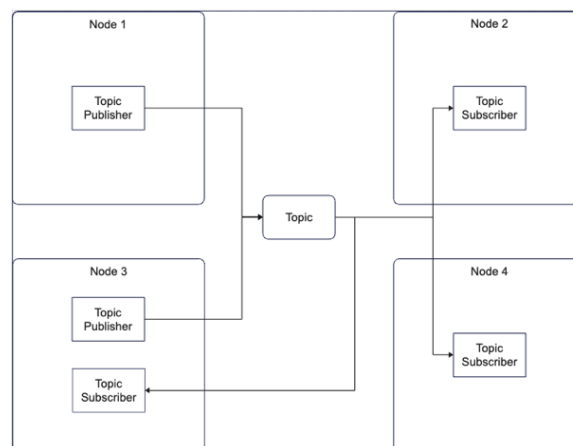 Node 1
Node 2
Topic
Publisher
Topic
Subscriber
Topic
Node 3
Node 4
Topic
Publisher
Topic
Subscriber
Topic
Subscriber